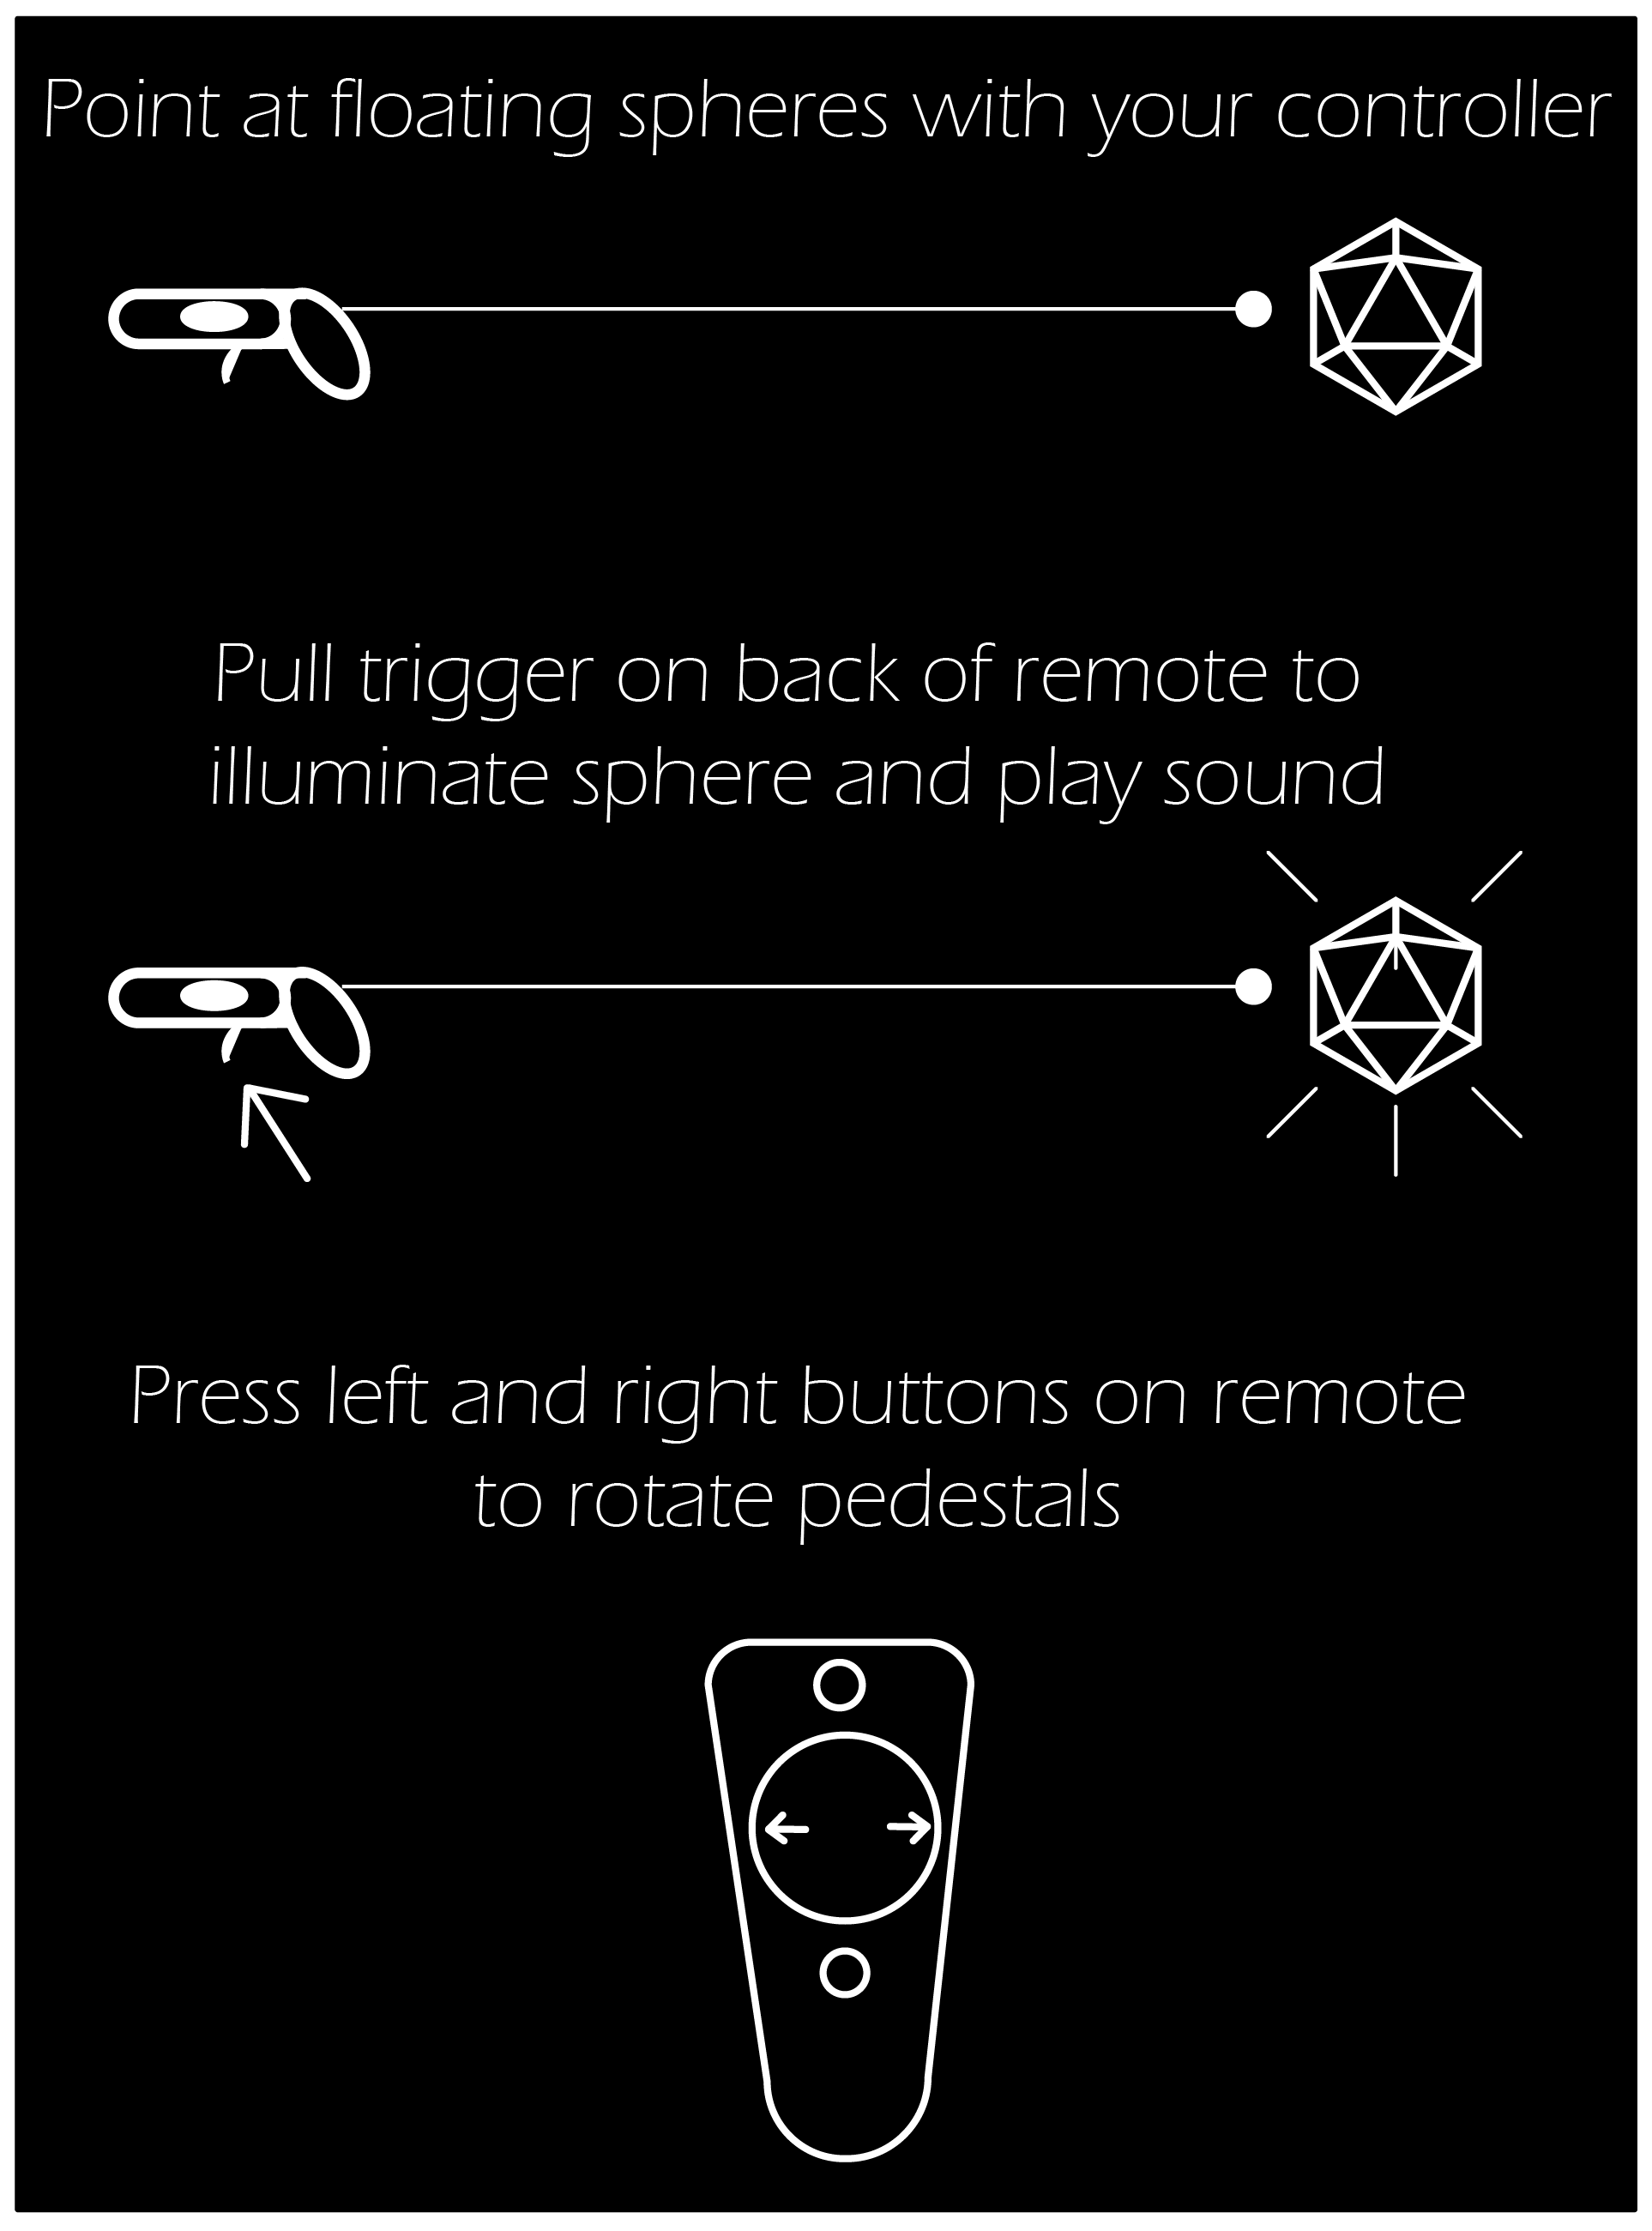 Point at floating spheres with your controller
Pull trigger on back of remote to
illuminate sphere and play sound
Press left and right buttons on remote
to rotate pedestals